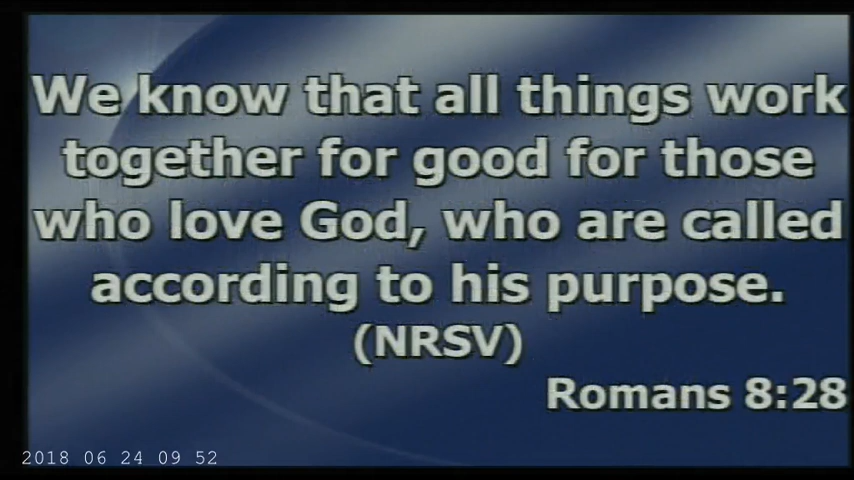 We know that all things work
together for good for those
who love God, who are called
according to his purpose.
(NRSV)
Romans 8:28
2018 06 24 09 52